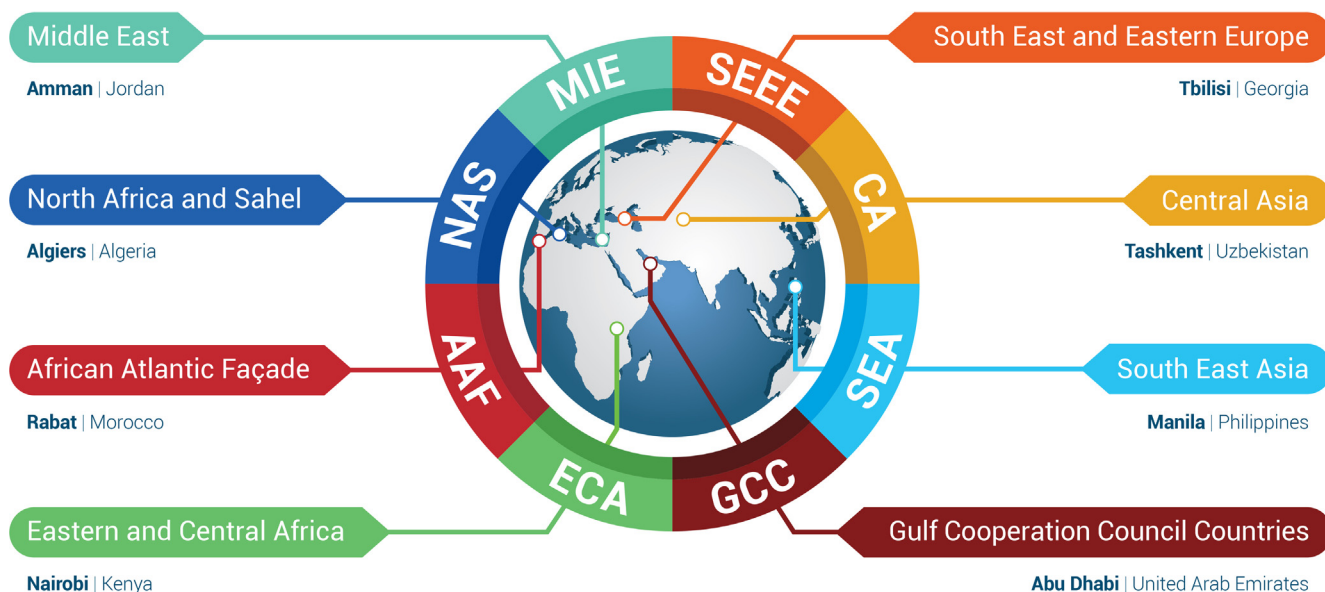 Middle East
Amman | Jordan
North Africa and Sahel
Algiers | Algeria
African Atlantic Façade
Rabat | Morocco
Eastern and Central Africa
Nairobi | Kenya
MIE
SEEE
NAS
CA
AAF
SEA
ECA
GCC
South East and Eastern Europe
Tbilisi | Georgia
Central Asia
Tashkent | Uzbekistan
South East Asia
Manila | Philippines
Gulf Cooperation Council Countries
Abu Dhabi | United Arab Emirates